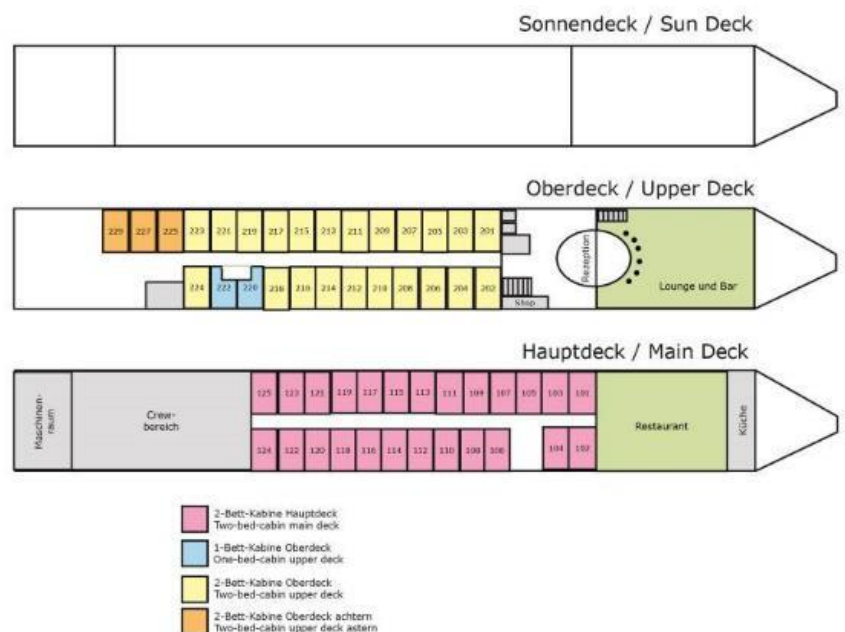 Sonnendeck / Sun Deck
Oberdeck / Upper Deck
229 227 225 223 221 219 217 215 213 211 209 207 205 203 201
Rezeption
Lounge und Bar
224 222 220 218 216 214 212 210 208 206 204 202
Shop
Hauptdeck / Main Deck
Maschinen-
raum
Crew-
bereich
125 123 121 119 117 115 113 111 109 107 105 103 101
124 122 120 118 116 114 112 110 108 106 104 102
Restaurant
Küche
2-Bett-Kabine Hauptdeck
Two-bed-cabin main deck
1-Bett-Kabine Oberdeck
One-bed-cabin upper deck
2-Bett-Kabine Oberdeck
Two-bed-cabin upper deck
2-Bett-Kabine Oberdeck achtern
Two-bed-cabin upper deck astern